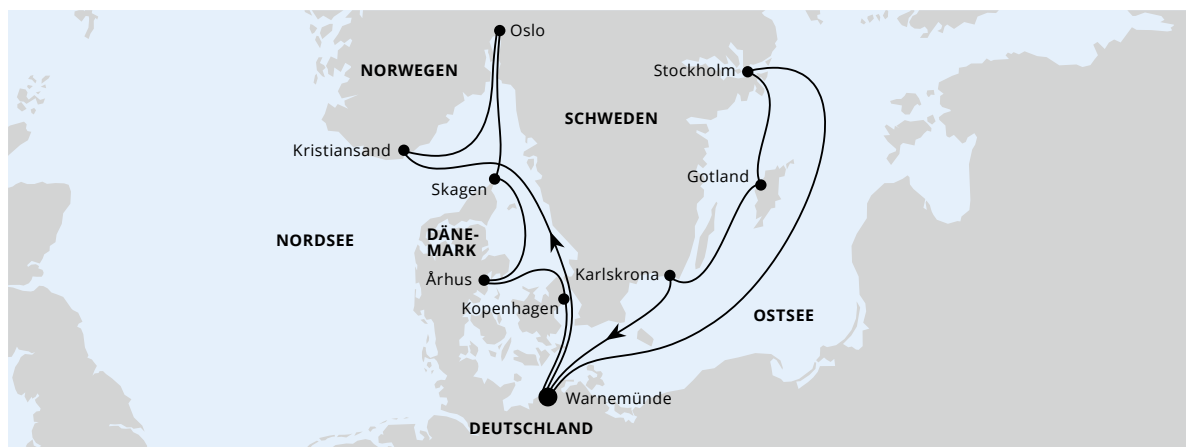 Oslo
NORWEGEN
Stockholm
SCHWEDEN
Kristiansand
Gotland
Skagen
NORDSEE
DÄNE-
MARK
Århus
Karlskrona
Kopenhagen
OSTSEE
Warnemünde
DEUTSCHLAND